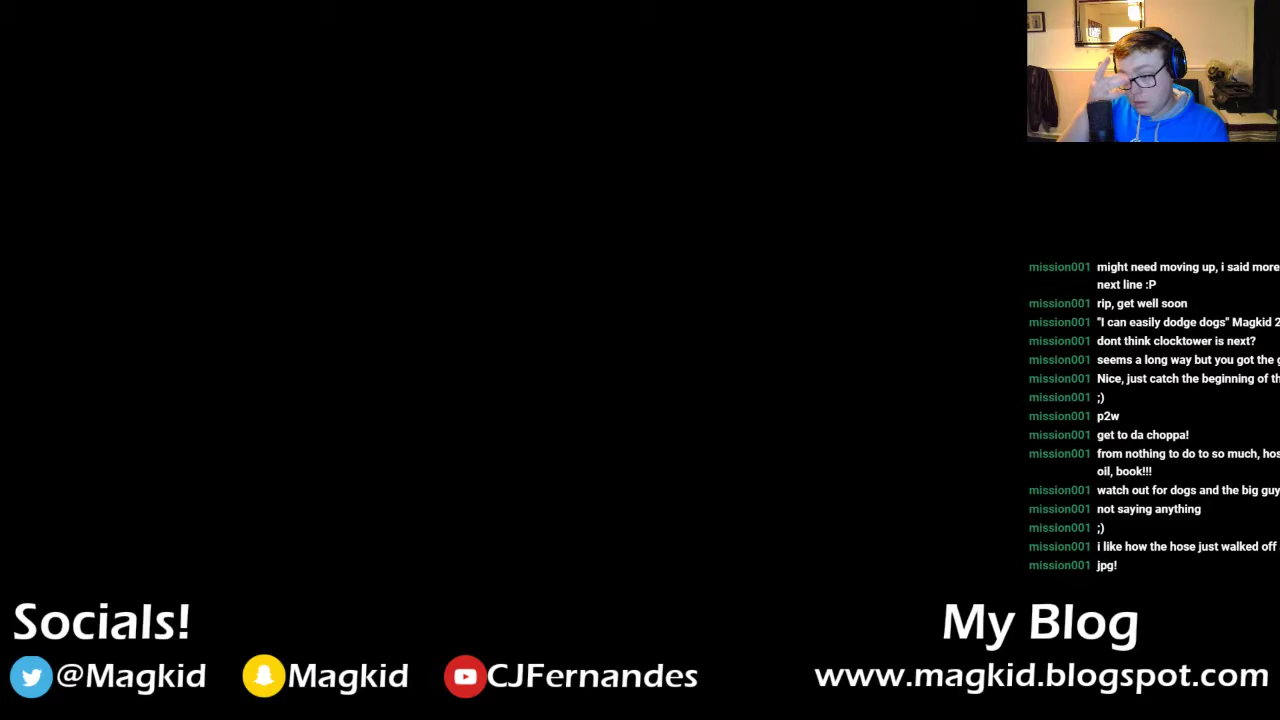 mission001 might need moving up, i said more
next line :P
mission001 rip, get well soon
mission001 "I can easily dodge dogs" Magkid 2
mission001 dont think clocktower is next?
mission001 seems a long way but you got the g
mission001 Nice, just catch the beginning of th
mission001 ;)
mission001 p2w
mission001 get to da choppa!
mission001 from nothing to do to so much, hos
oil, book!!!
mission001 watch out for dogs and the big guy
mission001 not saying anything
mission001 ;)
mission001 i like how the hose just walked off
mission001 jpg!
Socials!
My Blog
@Magkid Magkid CJFernandes
www.magkid.blogspot.com